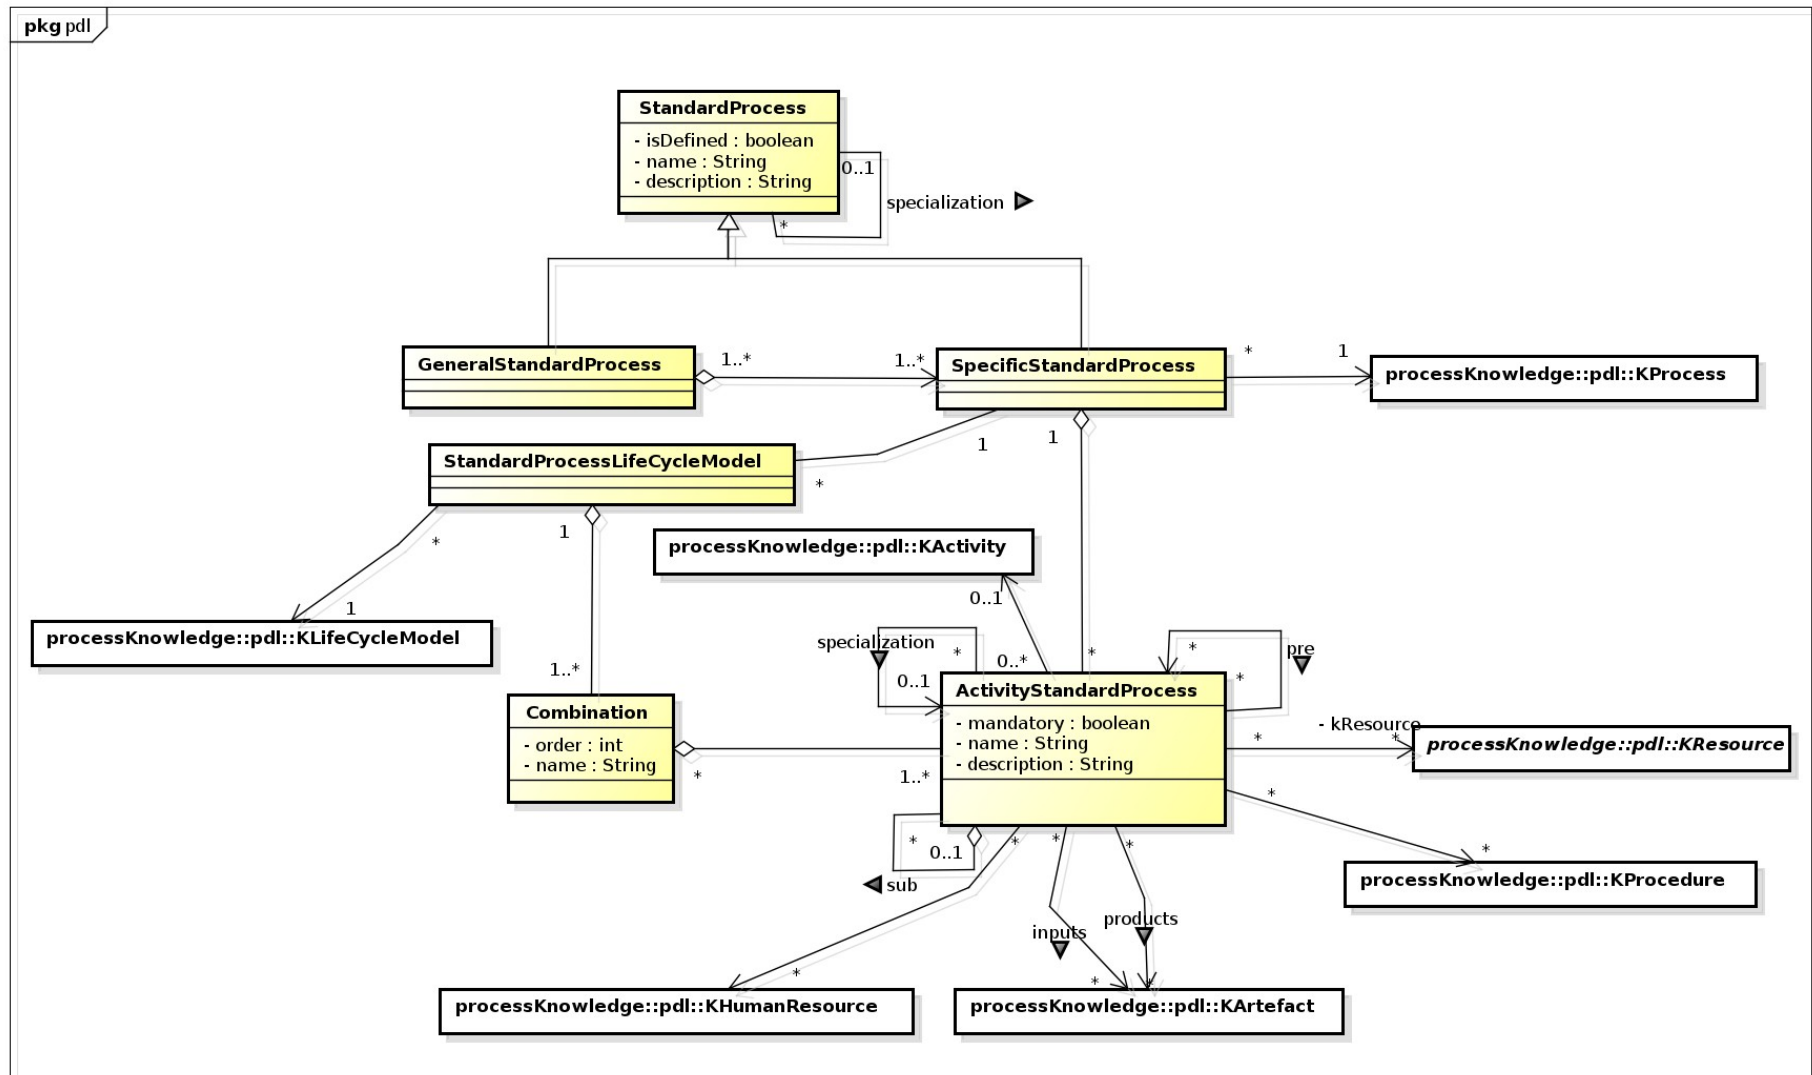 pkg pdl
StandardProcess
- isDefined : boolean
- name : String
- description : String
0..1
specialization
*
GeneralStandardProcess
1..*
1..*
SpecificStandardProcess
*
1
processKnowledge::pdl::KProcess
StandardProcessLifeCycleModel
1
*
1
1
*
processKnowledge::pdl::KActivity
0..1
1
processKnowledge::pdl::KLifeCycleModel
specialization
*
0..*
*
*
pre
1..*
0..1
*
ActivityStandardProcess
- mandatory : boolean
- name : String
- description : String
Combination
- order : int
- name : String
*
1..*
- kResource
*
*
processKnowledge::pdl::KResource
*
*
processKnowledge::pdl::KProcedure
*
0..1
sub
*
*
*
inputs
products
*
*
*
processKnowledge::pdl::KHumanResource
processKnowledge::pdl::KArtefact